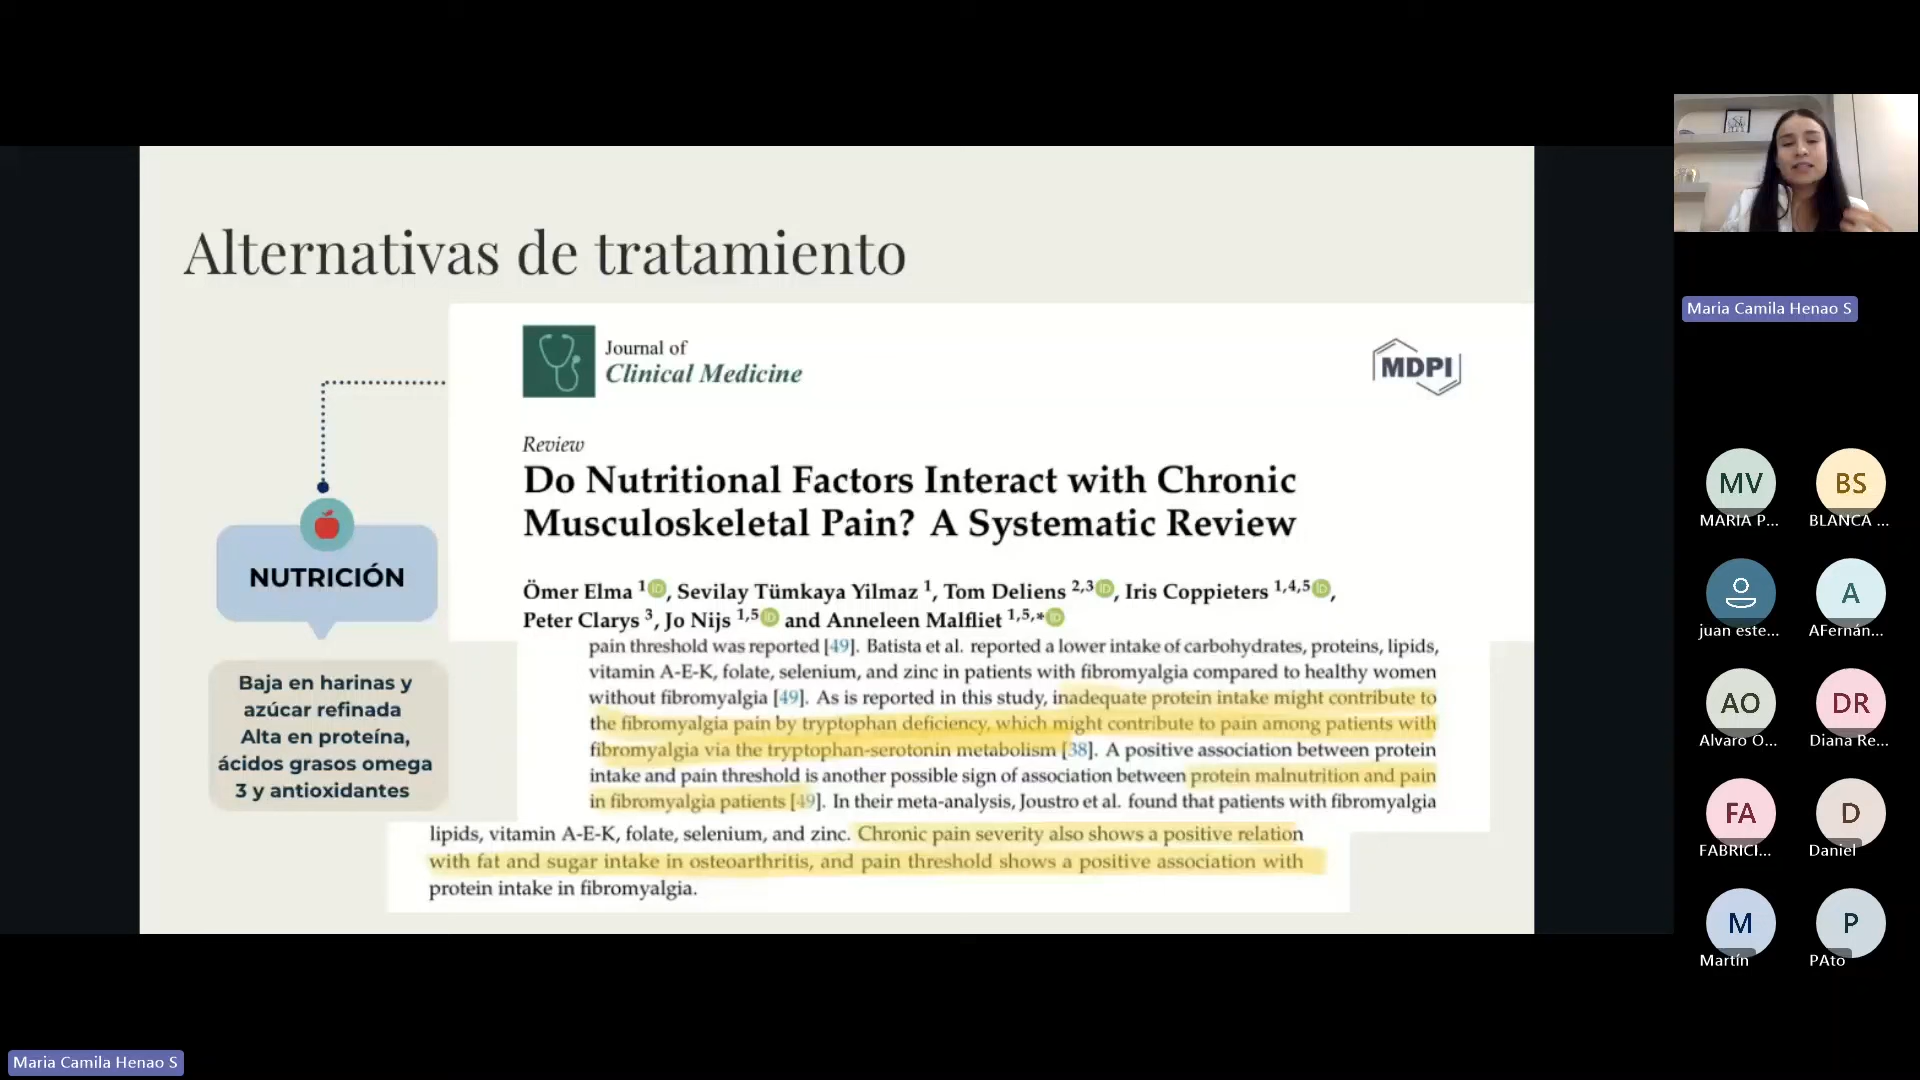 Alternativas de tratamiento
Journal of
Clinical Medicine
MDPI
Review
Do Nutritional Factors Interact with Chronic
Musculoskeletal Pain? A Systematic Review
Ömer Elma 1, Sevilay Tümkaya Yilmaz 1, Tom Deliens 2,3, Iris Coppieters 1,4,5,
Peter Clarys 3, Jo Nijs 1,5 and Anneleen Malfliet 1,5,*
pain threshold was reported [49]. Batista et al. reported a lower intake of carbohydrates, proteins, lipids,
vitamin A-E-K, folate, selenium, and zinc in patients with fibromyalgia compared to healthy women
without fibromyalgia [49]. As is reported in this study, inadequate protein intake might contribute to
the fibromyalgia pain by tryptophan deficiency, which might contribute to pain among patients with
fibromyalgia via the tryptophan-serotonin metabolism [38]. A positive association between protein
intake and pain threshold is another possible sign of association between protein malnutrition and pain
in fibromyalgia patients [49]. In their meta-analysis, Joustro et al. found that patients with fibromyalgia
lipids, vitamin A-E-K, folate, selenium, and zinc. Chronic pain severity also shows a positive relation
with fat and sugar intake in osteoarthritis, and pain threshold shows a positive association with
protein intake in fibromyalgia.
NUTRICIÓN
Baja en harinas y
azúcar refinada
Alta en proteína,
ácidos grasos omega
3 y antioxidantes
Maria Camila Henao S
MV
MARIA P...
BS
BLANCA ...
juan este...
A
AFernán...
AO
Alvaro O...
DR
Diana Re...
FA
FABRICI...
D
Daniel
M
Martín
P
PAto
Maria Camila Henao S